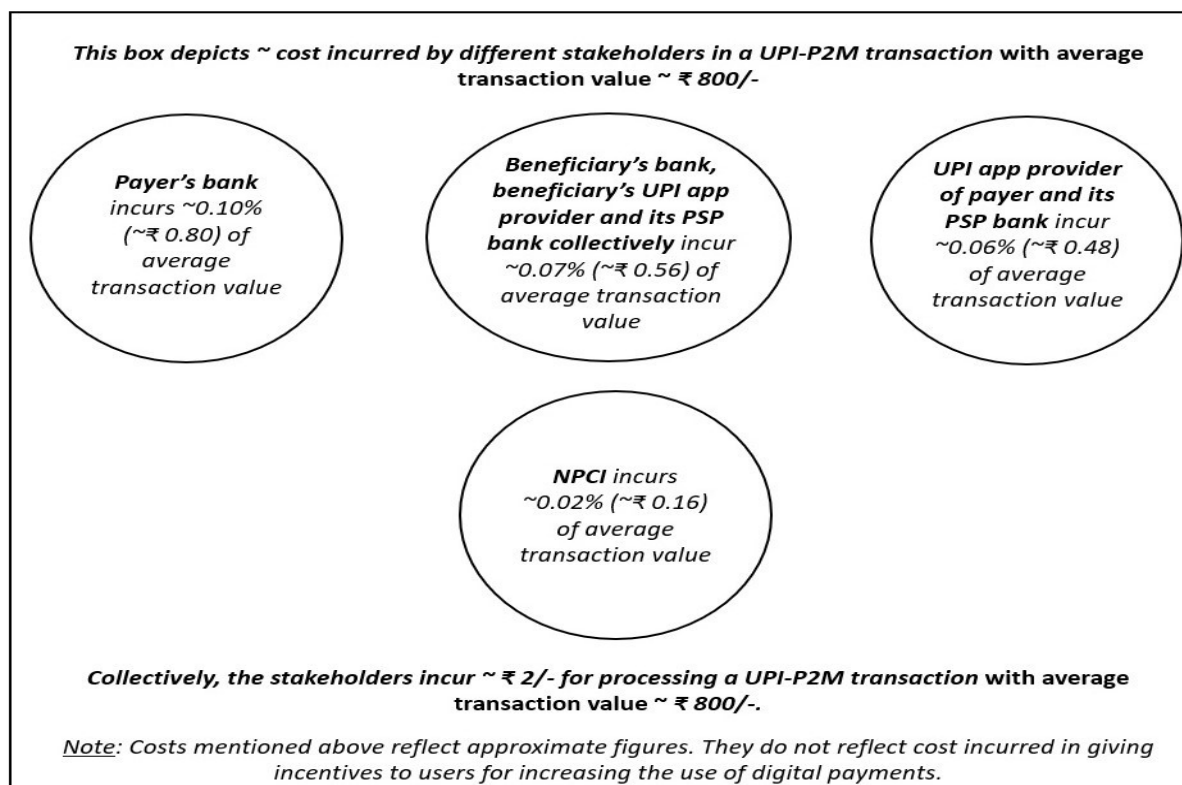 This box depicts ~ cost incurred by different stakeholders in a UPI-P2M transaction with average
transaction value ~ ₹ 800/-
Payer's bank
incurs ~0.10%
(~₹ 0.80) of
average
transaction value
Beneficiary's bank,
beneficiary's UPI app
provider and its PSP
bank collectively incur
~0.07% (~₹ 0.56) of
average transaction
value
UPI app provider
of payer and its
PSP bank incur
~0.06% (~₹ 0.48)
of average
transaction value
NPCI incurs
~0.02% (~₹ 0.16)
of average
transaction value
Collectively, the stakeholders incur ~ ₹ 2/- for processing a UPI-P2M transaction with average
transaction value ~ ₹ 800/-.
Note: Costs mentioned above reflect approximate figures. They do not reflect cost incurred in giving
incentives to users for increasing the use of digital payments.